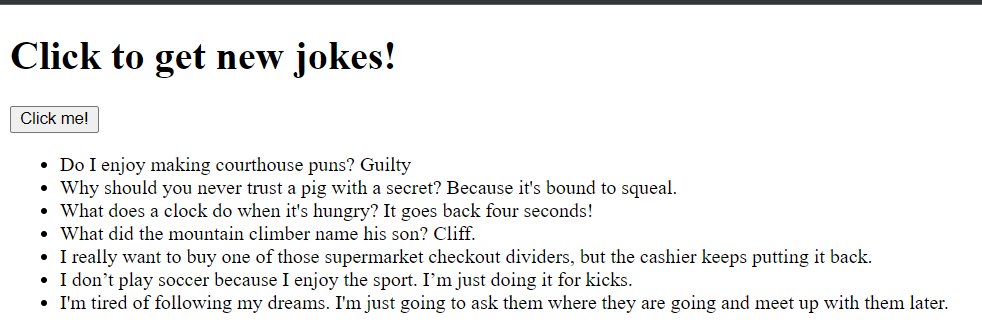 Click to get new jokes!
Click me!
Do I enjoy making courthouse puns? Guilty
Why should you never trust a pig with a secret? Because it's bound to squeal.
What does a clock do when it's hungry? It goes back four seconds!
What did the mountain climber name his son? Cliff.
I really want to buy one of those supermarket checkout dividers, but the cashier keeps putting it back.
I don’t play soccer because I enjoy the sport. I’m just doing it for kicks.
I'm tired of following my dreams. I'm just going to ask them where they are going and meet up with them later.